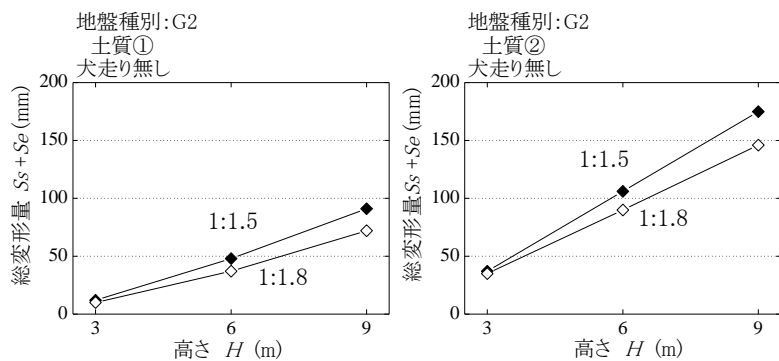 地盤種別:G2
土質①
犬走り無し
200
150
100
50
0
総変形量 Ss+Se (mm)
1:1.5
1:1.8
3 6 9
高さ H (m)
地盤種別:G2
土質②
犬走り無し
200
150
100
50
0
総変形量Ss+Se (mm)
1:1.5
1:1.8
3 6 9
高さ H (m)